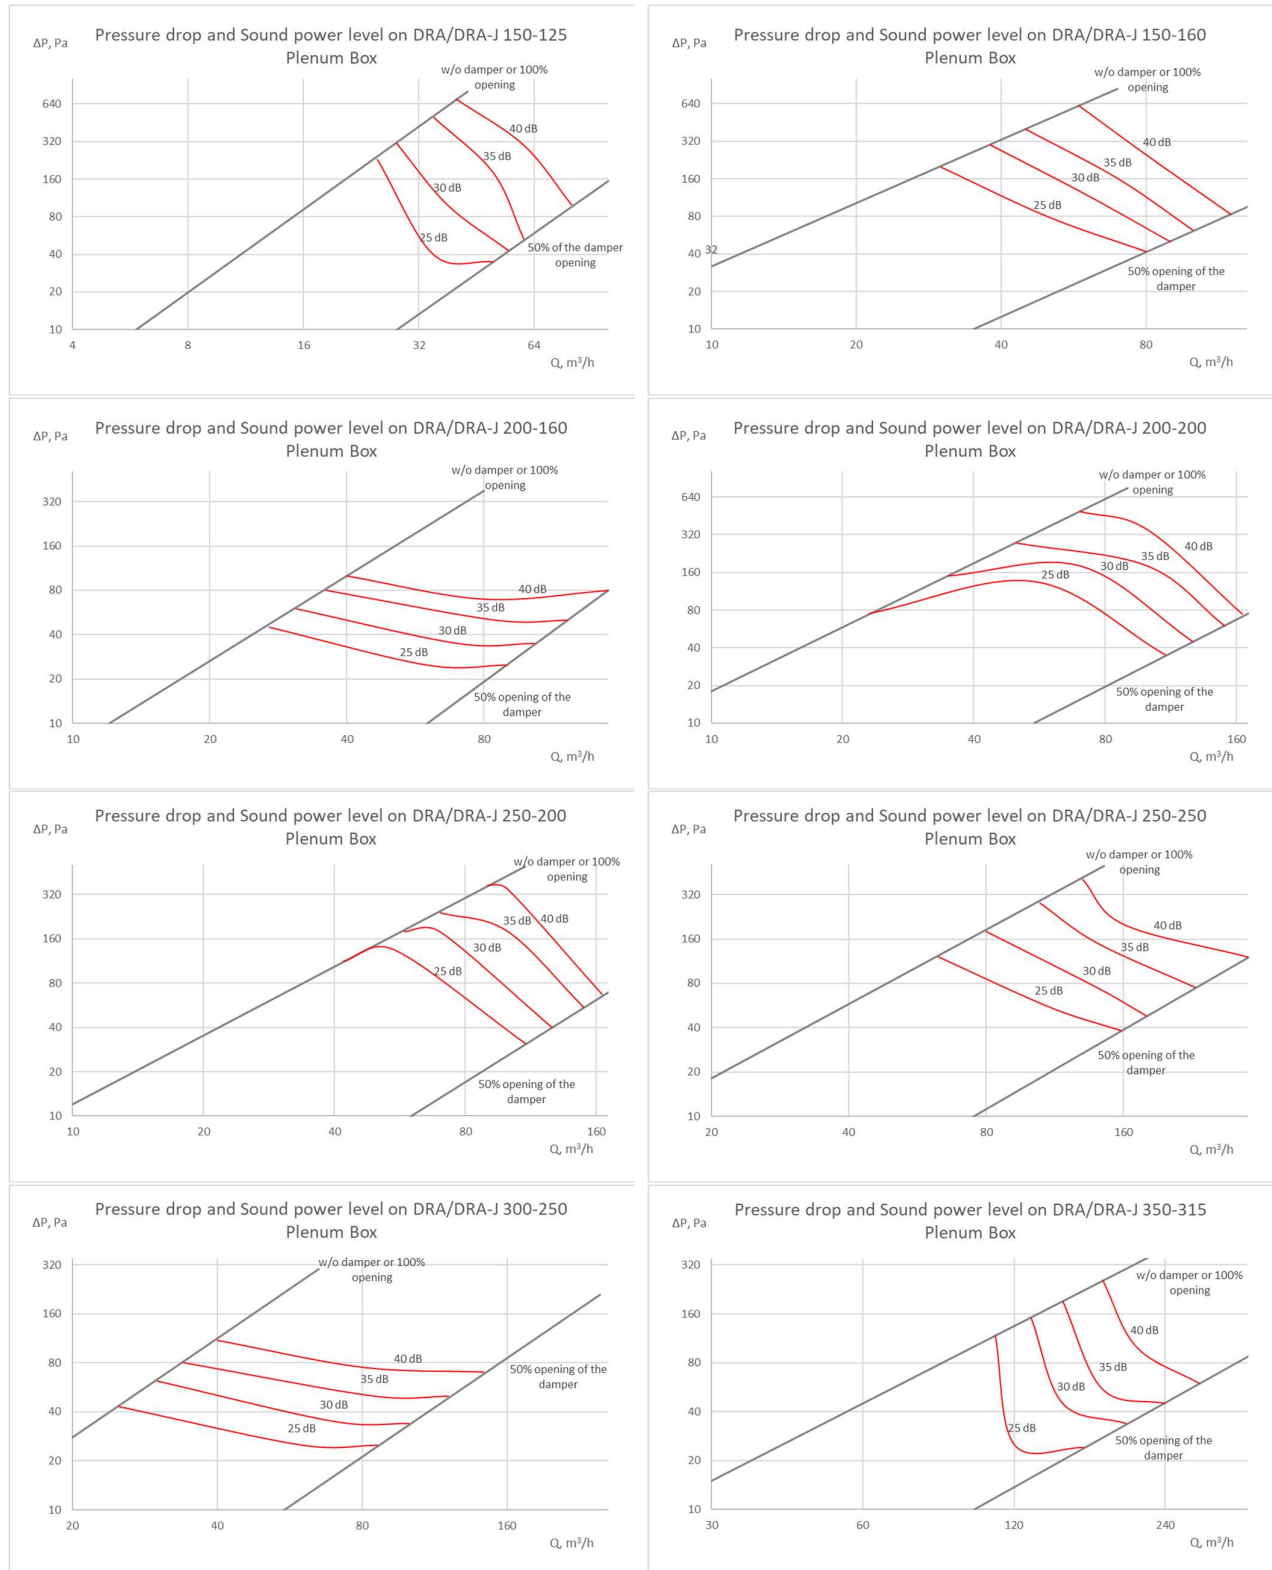 Pressure drop and Sound power level on DRA/DRA-J 150-125
Plenum Box
ΔP, Pa
w/o damper or 100%
opening
640
320
160
80
40
20
10
40 dB
35 dB
30 dB
25 dB
50% of the damper
opening
4 8 16 32 64
Q, m³/h
Pressure drop and Sound power level on DRA/DRA-J 150-160
Plenum Box
ΔP, Pa
w/o damper or 100%
opening
640
320
160
80
40
20
10
32
40 dB
35 dB
30 dB
25 dB
50% opening of the
damper
10 20 40 80
Q, m³/h
Pressure drop and Sound power level on DRA/DRA-J 200-160
Plenum Box
ΔP, Pa
w/o damper or 100%
opening
320
160
80
40
20
10
40 dB
35 dB
30 dB
25 dB
50% opening of the
damper
10 20 40 80
Q, m³/h
Pressure drop and Sound power level on DRA/DRA-J 200-200
Plenum Box
ΔP, Pa
w/o damper or 100%
opening
640
320
160
80
40
20
10
40 dB
35 dB
30 dB
25 dB
50% opening of the
damper
10 20 40 80 160
Q, m³/h
Pressure drop and Sound power level on DRA/DRA-J 250-200
Plenum Box
ΔP, Pa
w/o damper or 100%
opening
320
160
80
40
20
10
35 dB
40 dB
30 dB
25 dB
50% opening of the
damper
10 20 40 80 160
Q, m³/h
Pressure drop and Sound power level on DRA/DRA-J 250-250
Plenum Box
ΔP, Pa
w/o damper or 100%
opening
320
160
80
40
20
10
40 dB
35 dB
30 dB
25 dB
50% opening of the
damper
20 40 80 160
Q, m³/h
Pressure drop and Sound power level on DRA/DRA-J 300-250
Plenum Box
ΔP, Pa
w/o damper or 100%
opening
320
160
80
40
20
10
40 dB
35 dB
30 dB
25 dB
50% opening of the
damper
20 40 80 160
Q, m³/h
Pressure drop and Sound power level on DRA/DRA-J 350-315
Plenum Box
ΔP, Pa
w/o damper or 100%
opening
320
160
80
40
20
10
40 dB
35 dB
30 dB
25 dB
50% opening of the
damper
30 60 120 240
Q, m³/h